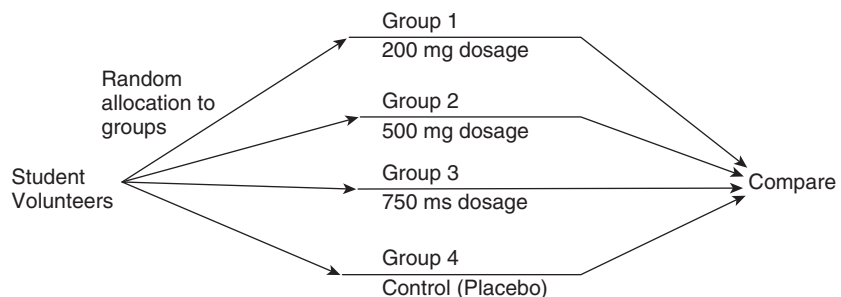 Group 1
200 mg dosage
Random
allocation to
groups
Group 2
500 mg dosage
Student
Volunteers
Group 3
750 ms dosage
Compare
Group 4
Control (Placebo)